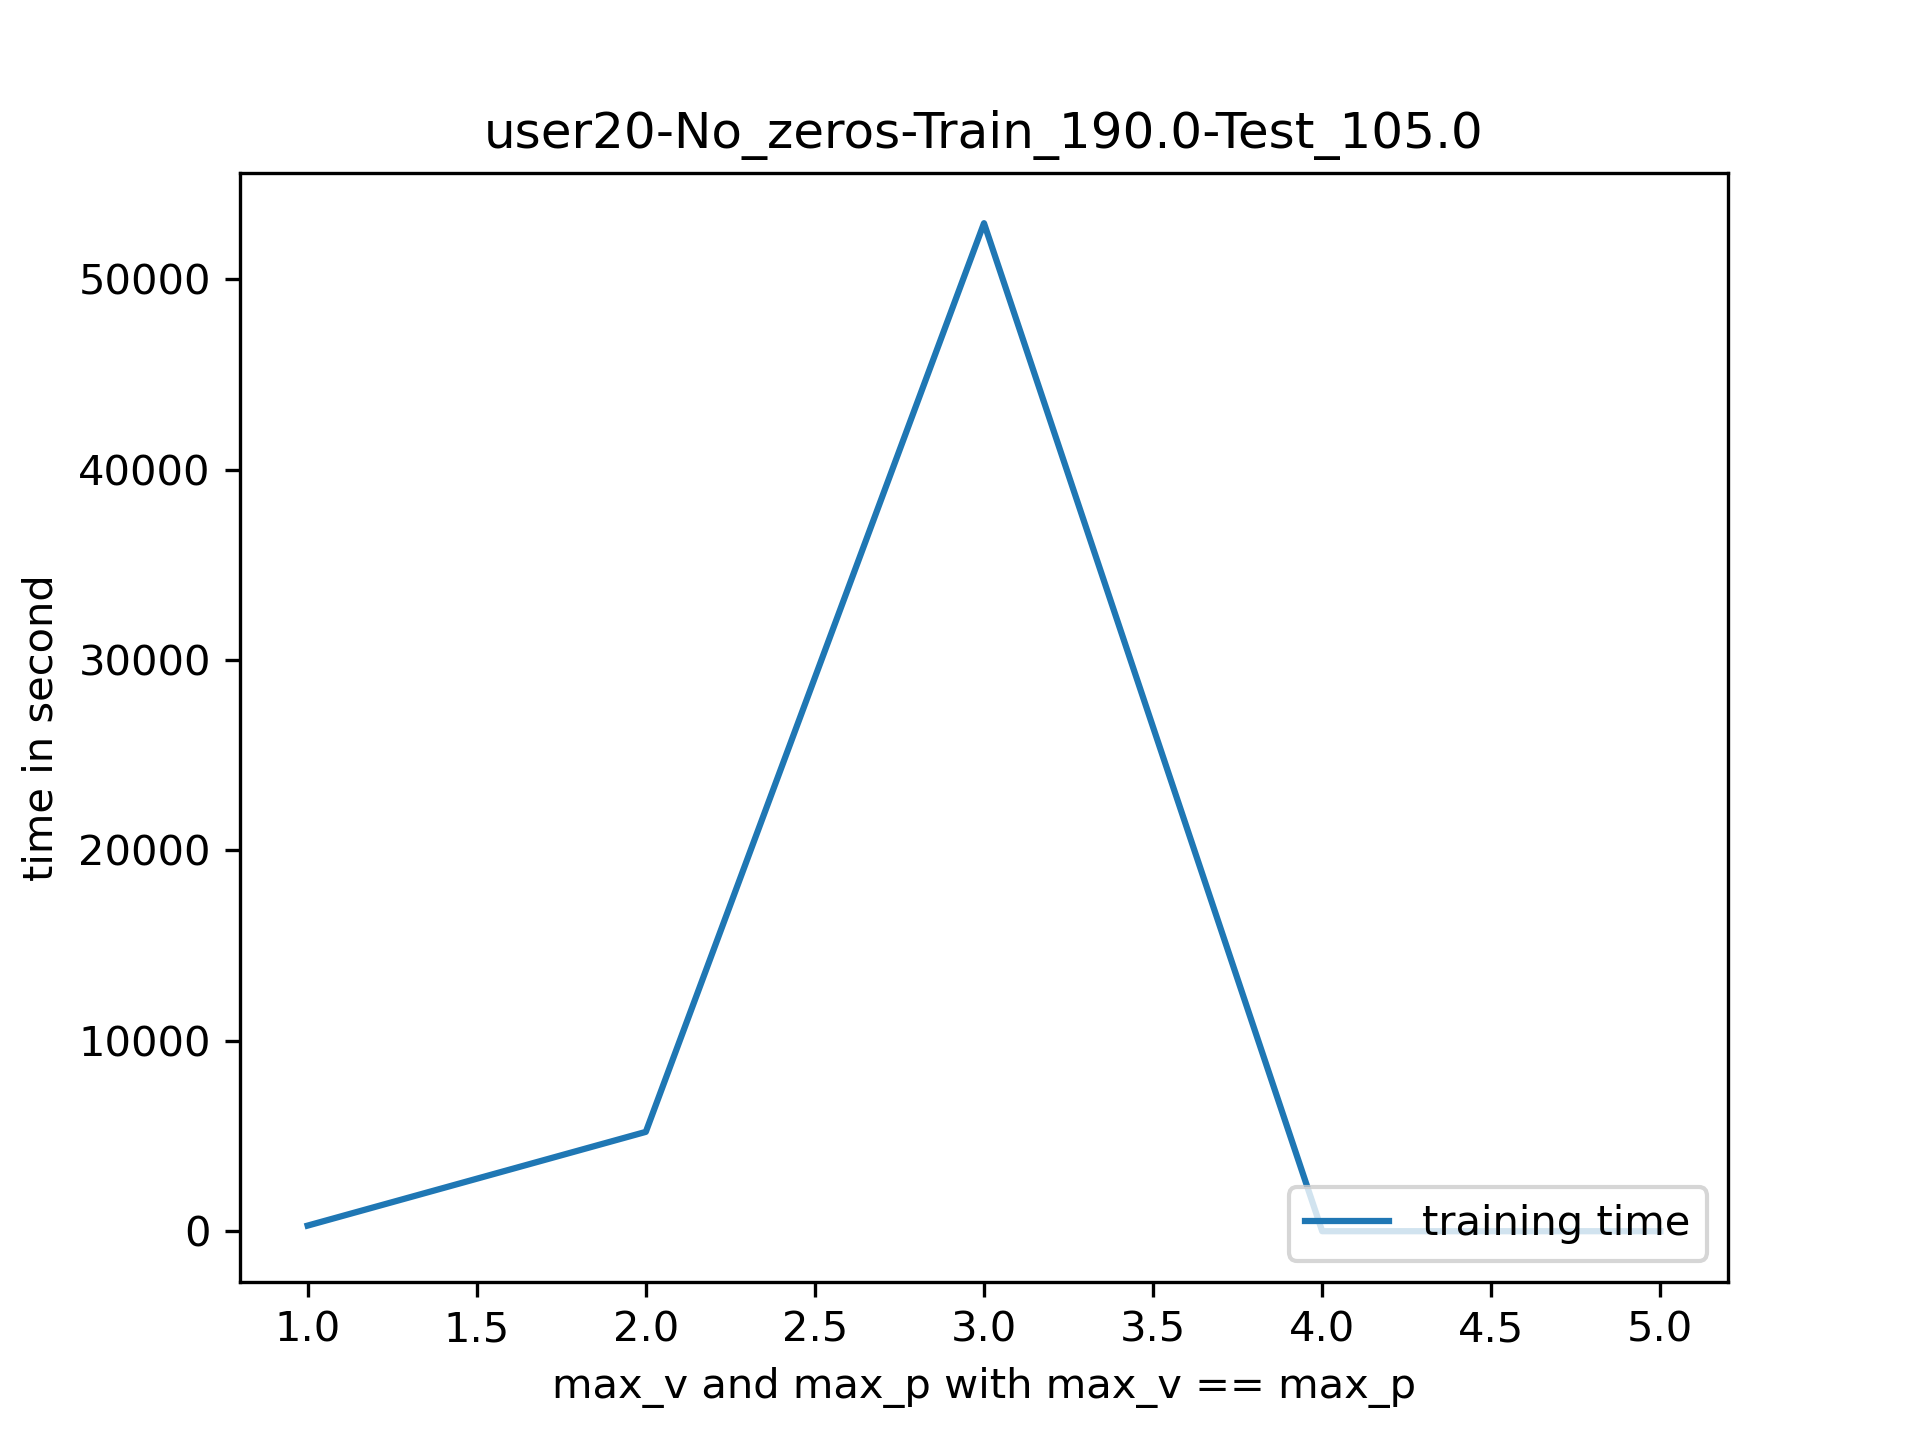 user20-No_zeros-Train_190.0-Test_105.0
50000
40000
30000
20000
10000
0
time in second
training time
1.0 1.5 2.0 2.5 3.0 3.5 4.0 4.5 5.0
max_v and max_p with max_v == max_p